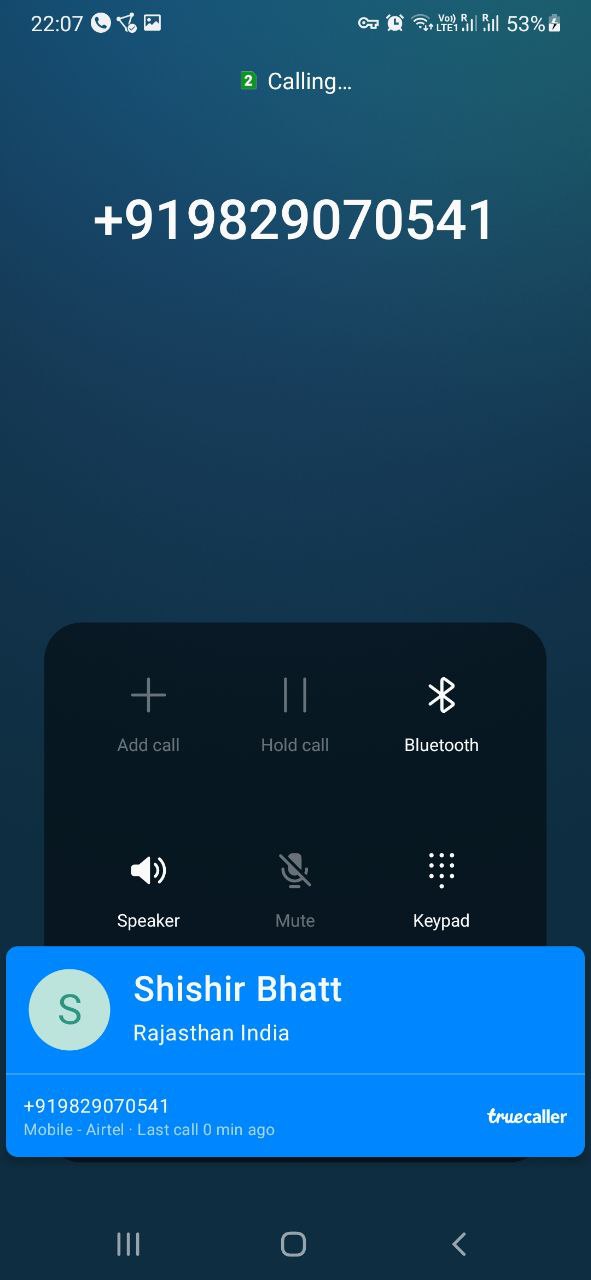 22:07 Vo)) R R 53%
LTE1
2 Calling...
+919829070541
Add call Hold call Bluetooth
Speaker Mute Keypad
S
Shishir Bhatt
Rajasthan India
+919829070541
Mobile - Airtel · Last call 0 min ago
truecaller